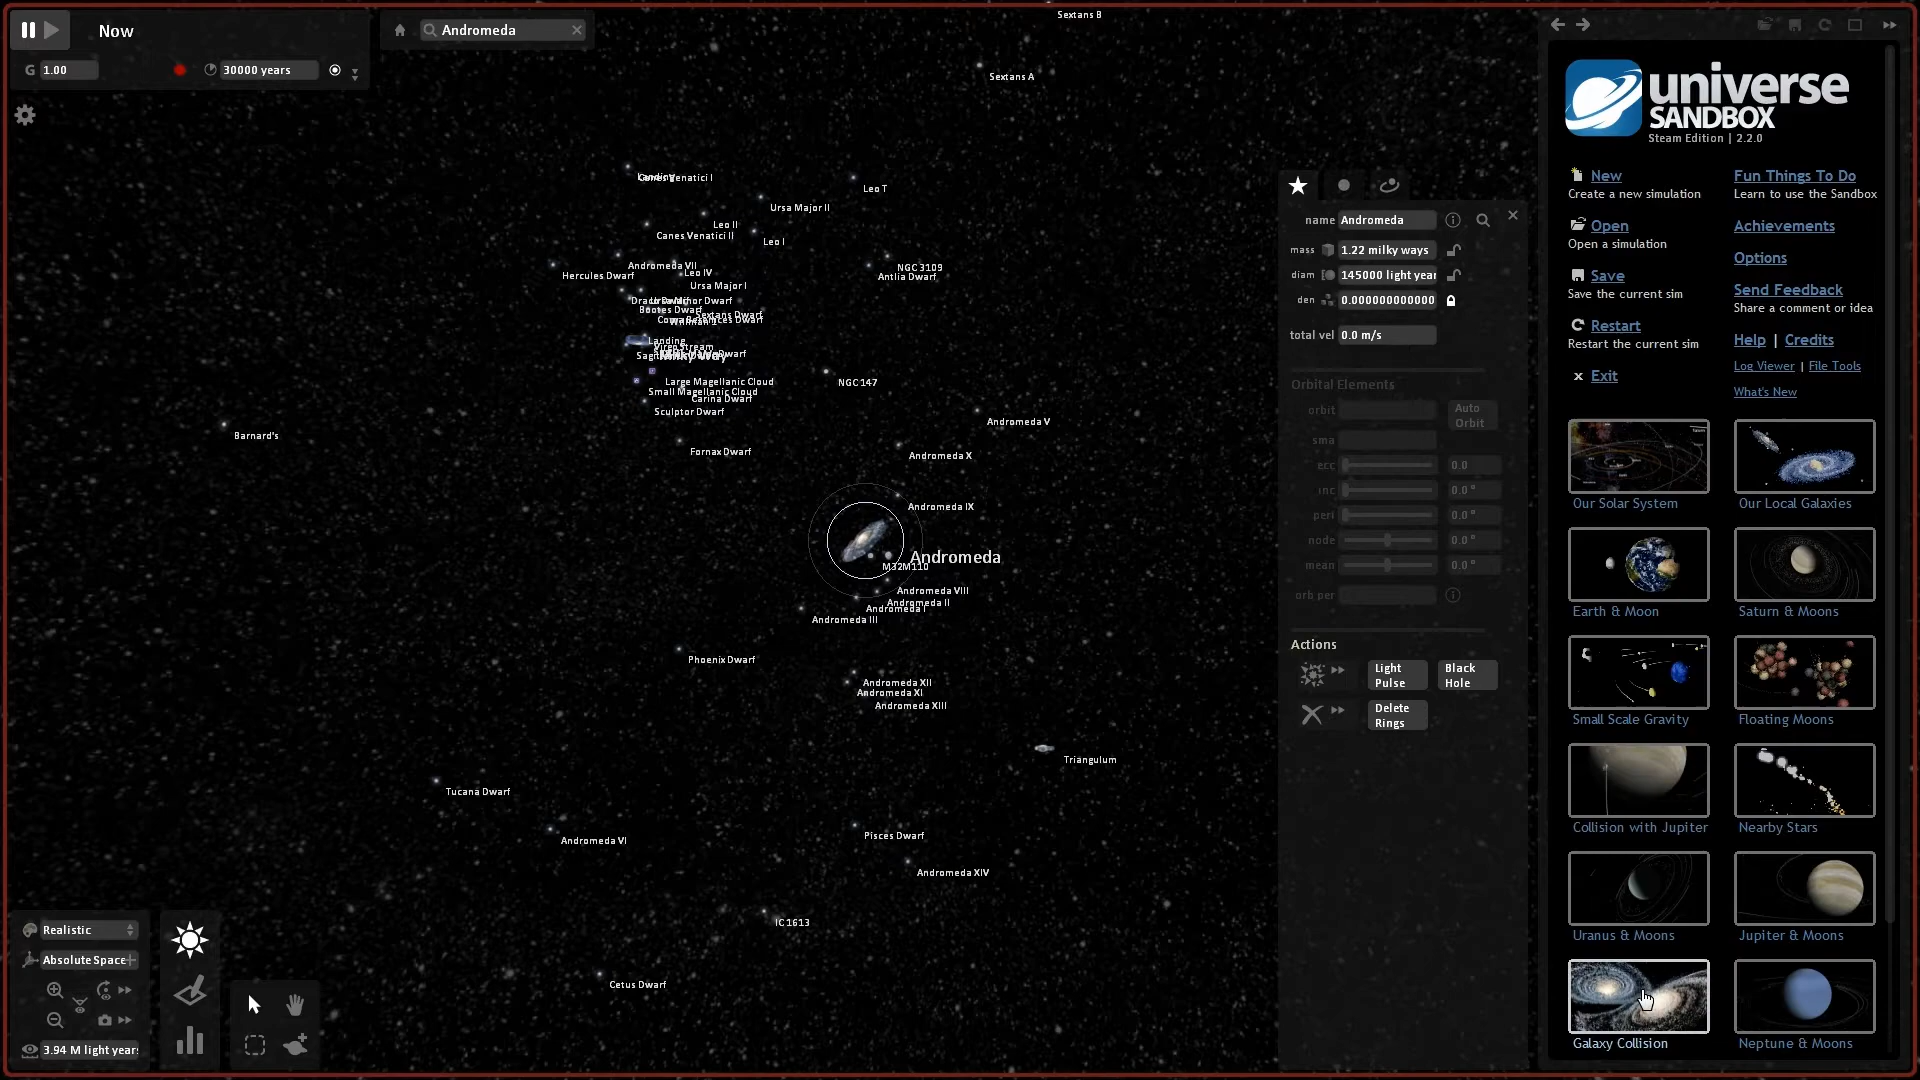 Now
Andromeda
G 1.00
30000 years
Sextans B
Sextans A
Canes Venatici I
Leo T
Ursa Major II
Leo II
Canes Venatici II
Leo I
Andromeda VII
Leo IV
Hercules Dwarf
NGC 3109
Antlia Dwarf
Ursa Major I
Bootes Dwarf
Sextans Dwarf
Landing
Virgo Stream
Milky Way
Large Magellanic Cloud
NGC 147
Small Magellanic Cloud
Carina Dwarf
Sculptor Dwarf
Andromeda V
Barnard's
Fornax Dwarf
Andromeda X
Andromeda IX
Andromeda
M32 M110
Andromeda VIII
Andromeda II
Andromeda I
Andromeda III
Phoenix Dwarf
Andromeda XII
Andromeda XI
Andromeda XIII
Triangulum
Tucana Dwarf
Andromeda VI
Pisces Dwarf
Andromeda XIV
IC 1613
Cetus Dwarf
Realistic
Absolute Space
3.94 M light year
name Andromeda
mass 1.22 milky ways
diam 145000 light year
den 0.000000000000
total vel 0.0 m/s
Orbital Elements
orbit Auto Orbit
sma
ecc 0.0
inc 0.0 °
peri 0.0 °
node 0.0 °
mean 0.0 °
orb per
Actions
Light Pulse
Black Hole
Delete Rings
universe
SANDBOX
Steam Edition | 2.2.0
New
Create a new simulation
Open
Open a simulation
Save
Save the current sim
Restart
Restart the current sim
Exit
Fun Things To Do
Learn to use the Sandbox
Achievements
Options
Send Feedback
Share a comment or idea
Help | Credits
Log Viewer | File Tools
What's New
Our Solar System
Our Local Galaxies
Earth & Moon
Saturn & Moons
Small Scale Gravity
Floating Moons
Collision with Jupiter
Nearby Stars
Uranus & Moons
Jupiter & Moons
Galaxy Collision
Neptune & Moons